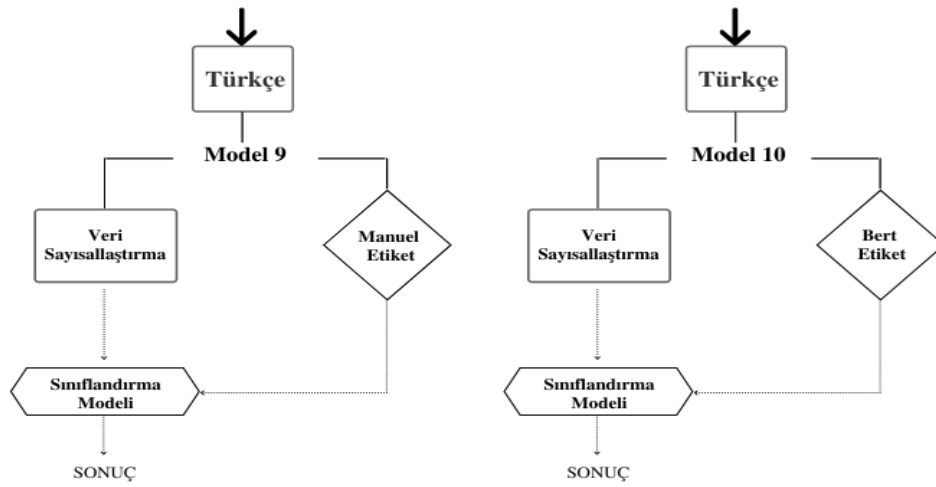 Türkçe
Model 9
Veri
Sayısallaştırma
Manuel
Etiket
Sınıflandırma
Modeli
SONUÇ
Türkçe
Model 10
Veri
Sayısallaştırma
Bert
Etiket
Sınıflandırma
Modeli
SONUÇ